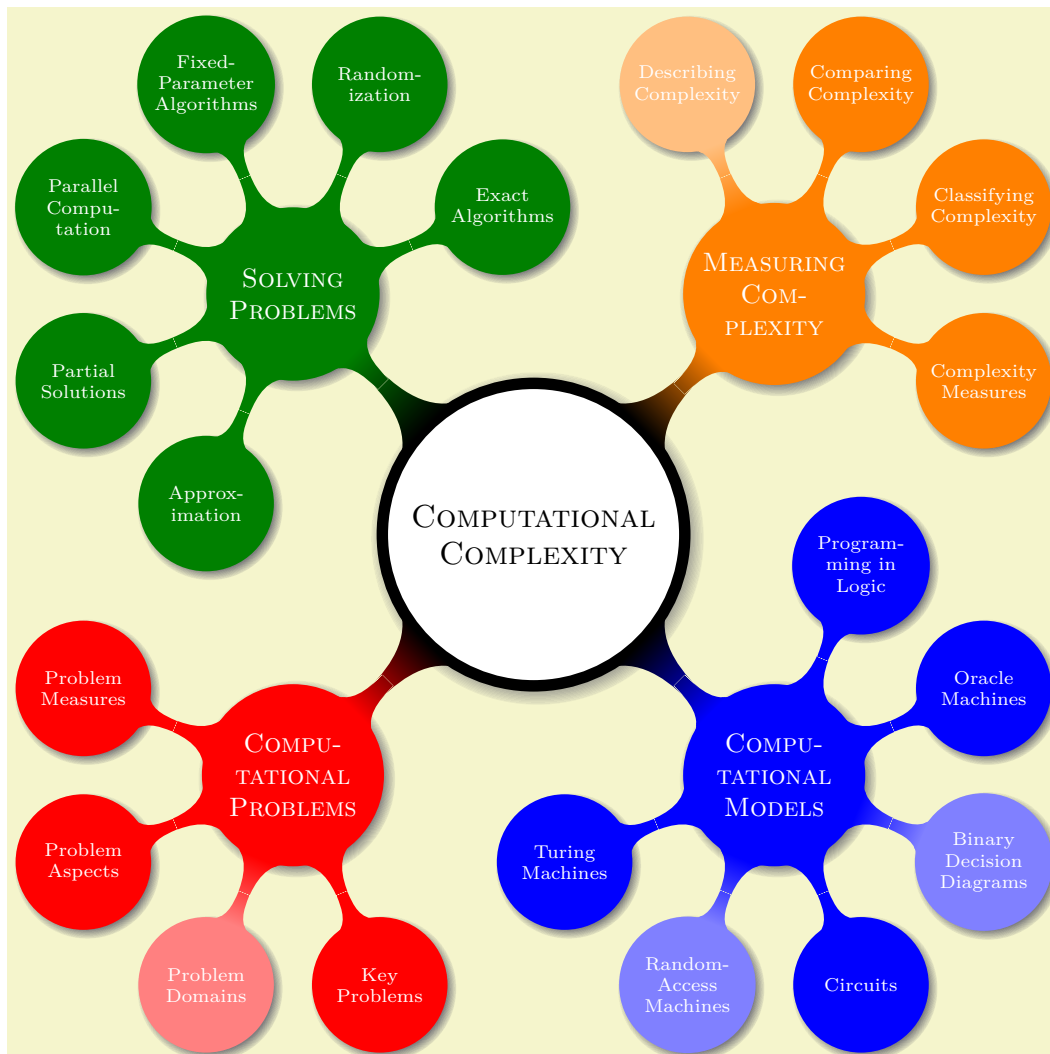 Fixed-
Parameter
Algorithms
Random-
ization
Exact
Algorithms
Parallel
Compu-
tation
Partial
Solutions
Approx-
imation
Solving
Problems
Describing
Complexity
Comparing
Complexity
Classifying
Complexity
Complexity
Measures
Measuring
Com-
plexity
Computational
Complexity
Problem
Measures
Problem
Aspects
Problem
Domains
Key
Problems
Compu-
tational
Problems
Programm-
ing in
Logic
Oracle
Machines
Binary
Decision
Diagrams
Circuits
Random-
Access
Machines
Turing
Machines
Compu-
tational
Models